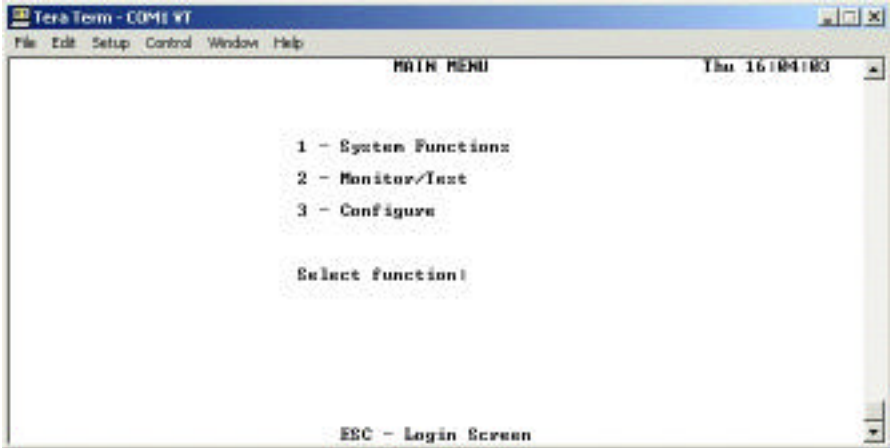 Tera Term - COM1 VT
File Edit Setup Control Window Help
MAIN MENU Thu 16:04:03
1 - System Functions
2 - Monitor/Test
3 - Configure
Select function:
ESC - Login Screen